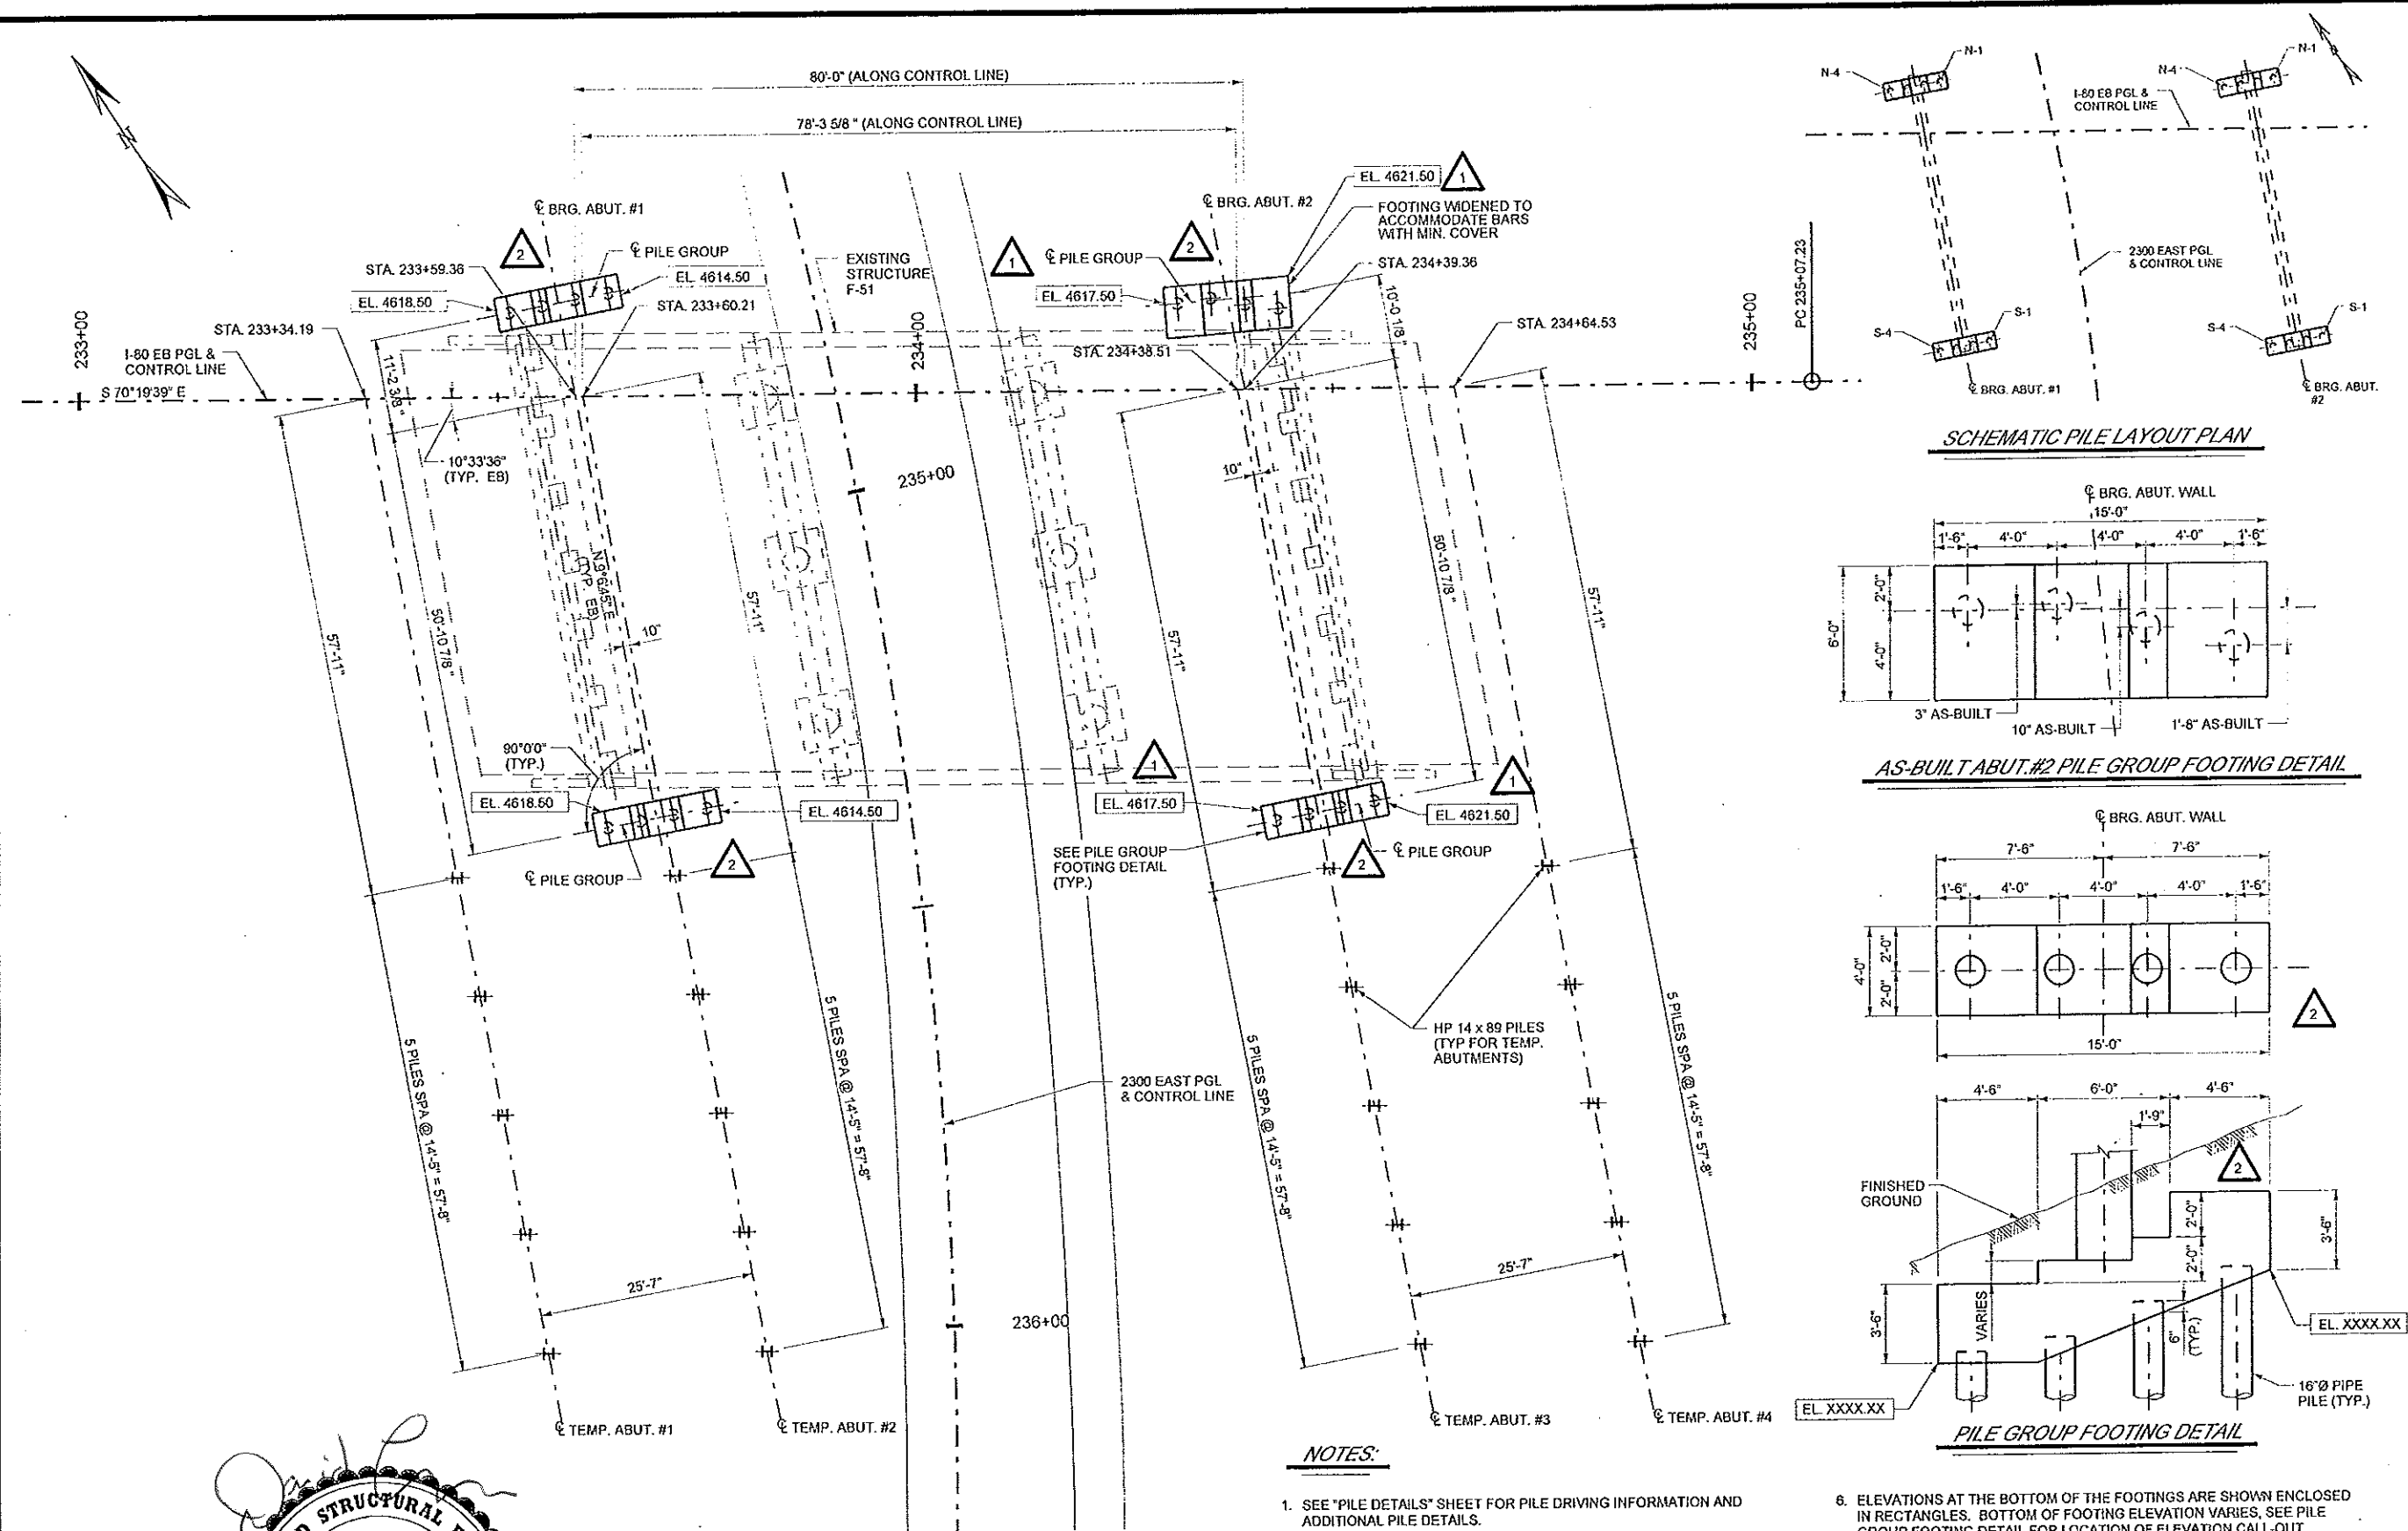 80'-0" (ALONG CONTROL LINE)
78'-3 5/8 " (ALONG CONTROL LINE)
N
℄ BRG. ABUT. #1
2
℄ PILE GROUP
STA. 233+59.36
EL. 4614.50
EL. 4618.50
STA. 233+60.21
STA. 233+34.19
233+00
I-80 EB PGL &
CONTROL LINE
S 70°19'39" E
11'-2 3/8"
10°33'36"
(TYP. EB)
EXISTING
STRUCTURE
F-51
234+00
235+00
1
℄ PILE GROUP
2
℄ BRG. ABUT. #2
EL. 4621.50
1
FOOTING WIDENED TO
ACCOMMODATE BARS
WITH MIN. COVER
EL. 4617.50
STA. 234+39.36
10'-0 1/8"
STA. 234+38.51
STA. 234+64.53
235+00
PC 235+07.23
10"
N 9°6'45" E
(TYP. EB)
10"
57'-11"
50'-10 7/8"
57'-11"
57'-11"
50'-10 7/8"
57'-11"
90°0'0"
(TYP.)
EL. 4618.50
EL. 4614.50
℄ PILE GROUP
2
1
EL. 4617.50
1
EL. 4621.50
SEE PILE GROUP
FOOTING DETAIL
(TYP.)
2
℄ PILE GROUP
5 PILES SPA @ 14'-5" = 57'-8"
5 PILES SPA @ 14'-5" = 57'-8"
5 PILES SPA @ 14'-5" = 57'-8"
5 PILES SPA @ 14'-5" = 57'-8"
HP 14 x 89 PILES
(TYP FOR TEMP.
ABUTMENTS)
2300 EAST PGL
& CONTROL LINE
25'-7"
25'-7"
236+00
℄ TEMP. ABUT. #1
℄ TEMP. ABUT. #2
℄ TEMP. ABUT. #3
℄ TEMP. ABUT. #4
STRUCTURAL
N-4
N-1
N-4
N-1
I-80 EB PGL &
CONTROL LINE
2300 EAST PGL
& CONTROL LINE
S-4
S-1
S-4
S-1
℄ BRG. ABUT. #1
℄ BRG. ABUT.
#2
SCHEMATIC PILE LAYOUT PLAN
℄ BRG. ABUT. WALL
15'-0"
1'-6" 4'-0" 4'-0" 4'-0" 1'-6"
6'-0"
2'-0"
4'-0"
3" AS-BUILT
10" AS-BUILT
1'-8" AS-BUILT
AS-BUILT ABUT.#2 PILE GROUP FOOTING DETAIL
℄ BRG. ABUT. WALL
7'-6" 7'-6"
1'-6" 4'-0" 4'-0" 4'-0" 1'-6"
4'-0"
2'-0"
2'-0"
2
15'-0"
4'-6" 6'-0" 4'-6"
1'-9"
2
FINISHED
GROUND
2'-0"
2'-0"
3'-6"
3'-6"
VARIES
6"
(TYP.)
EL. XXXX.XX
EL. XXXX.XX
16"Ø PIPE
PILE (TYP.)
PILE GROUP FOOTING DETAIL
NOTES:
1. SEE "PILE DETAILS" SHEET FOR PILE DRIVING INFORMATION AND
ADDITIONAL PILE DETAILS.
6. ELEVATIONS AT THE BOTTOM OF THE FOOTINGS ARE SHOWN ENCLOSED
IN RECTANGLES. BOTTOM OF FOOTING ELEVATION VARIES, SEE PILE
GROUP FOOTING DETAIL FOR LOCATION OF ELEVATION CALL-OUT